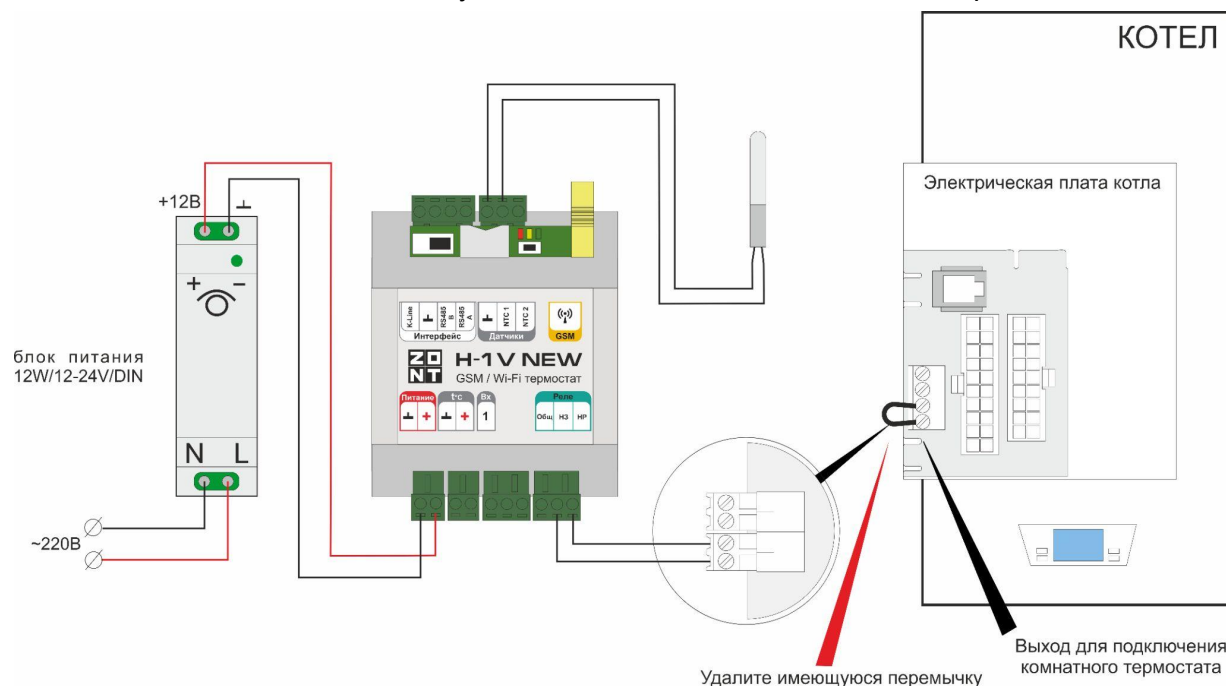 КОТЕЛ
Электрическая плата котла
+12В
+ -
блок питания
12W/12-24V/DIN
N L
~220В
K-Line
RS485 B
RS485 A
NTC 1
NTC 2
Интерфейс
Датчики
GSM
ZONT
H-1V NEW
GSM / Wi-Fi термостат
Питание
+
t°C
+
Вх
1
Реле
Общ
НЗ
НР
Выход для подключения
комнатного термостата
Удалите имеющуюся перемычку